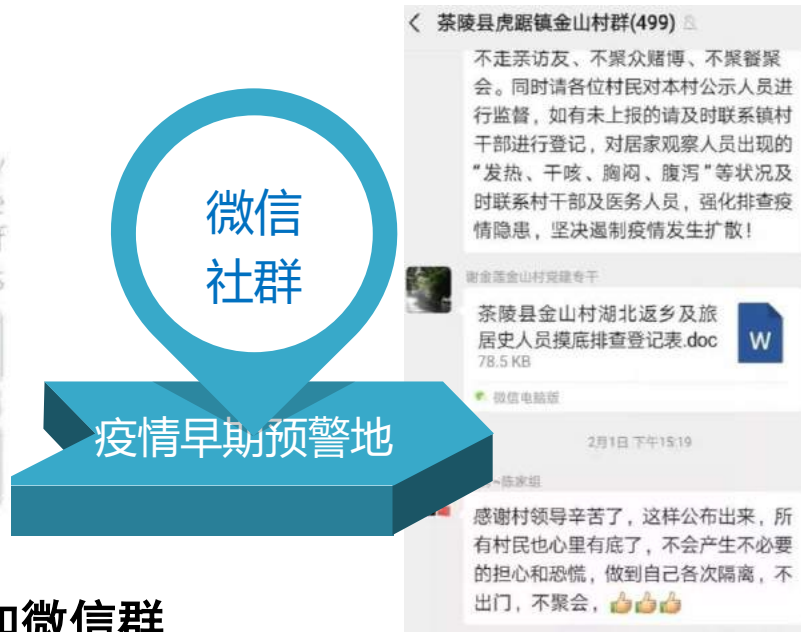 微信
社群
疫情早期预警地
微信群
茶陵县虎踞镇金山村群(499)
不走亲访友、不聚众赌博、不聚餐聚
会。同时请各位村民对本村公示人员进
行监督，如有未上报的请及时联系镇村
干部进行登记，对居家观察人员出现的
“发热、干咳、胸闷、腹泻”等状况及
时联系村干部及医务人员，强化排查疫
情隐患，坚决遏制疫情发生扩散！
谢金莲金山村党建专干
茶陵县金山村湖北返乡及旅
居史人员摸底排查登记表.doc
78.5 KB
W
微信电脑版
2月1日 下午15:19
~陈家组
感谢村领导辛苦了，这样公布出来，所
有村民也心里有底了，不会产生不必要
的担心和恐慌，做到自己各次隔离，不
出门，不聚会，👍👍👍